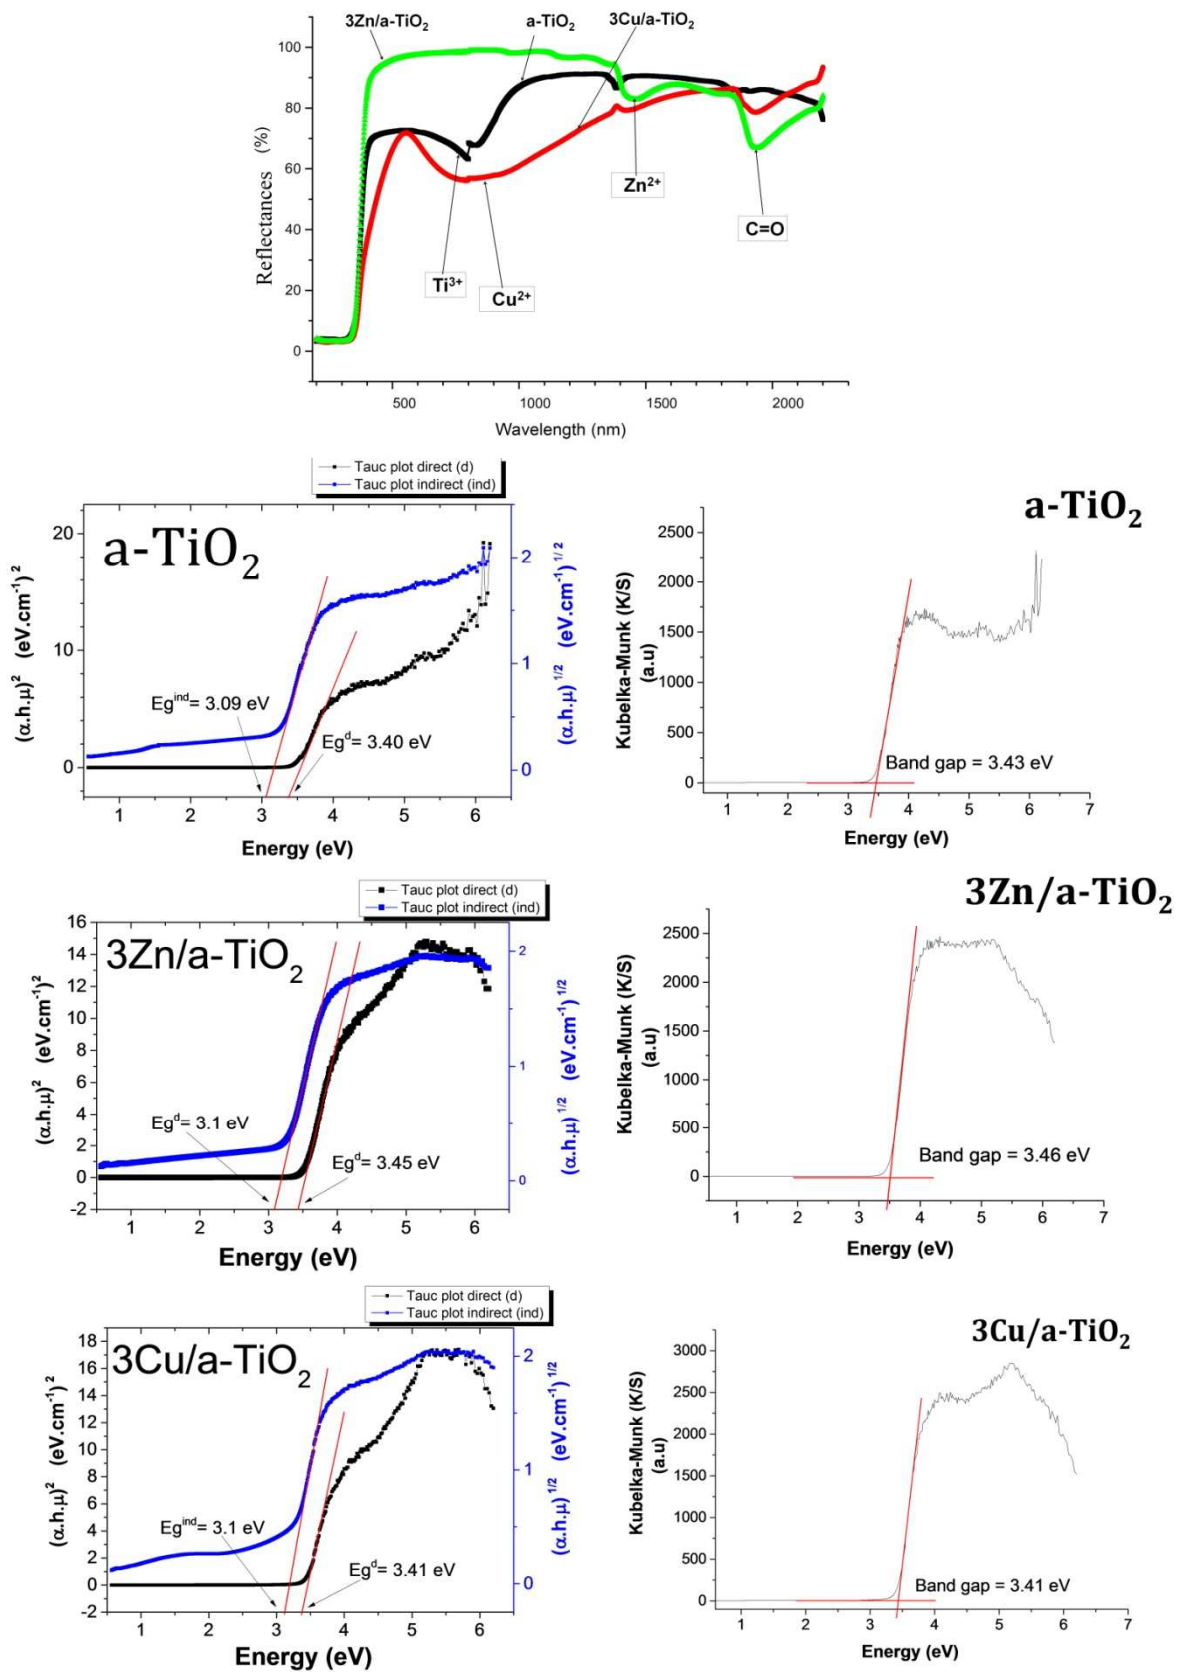 3Zn/a-TiO₂
a-TiO₂
3Cu/a-TiO₂
100
80
60
40
20
0
Reflectances (%)
Ti³⁺
Cu²⁺
Zn²⁺
C=O
500
1000
1500
2000
Wavelength (nm)
Tauc plot direct (d)
Tauc plot indirect (ind)
a-TiO₂
20
10
0
(α.h.μ)² (eV.cm⁻¹)²
2
1
0
(α.h.μ)¹/² (eV.cm⁻¹)¹/²
Egⁱⁿᵈ= 3.09 eV
Egᵈ= 3.40 eV
1 2 3 4 5 6
Energy (eV)
a-TiO₂
2500
2000
1500
1000
500
0
Kubelka-Munk (K/S)
(a.u)
Band gap = 3.43 eV
1 2 3 4 5 6 7
Energy (eV)
Tauc plot direct (d)
Tauc plot indirect (ind)
3Zn/a-TiO₂
16
14
12
10
8
6
4
2
0
-2
(α.h.μ)² (eV.cm⁻¹)²
2
1
0
(α.h.μ)¹/² (eV.cm⁻¹)¹/²
Egᵈ= 3.1 eV
Egᵈ= 3.45 eV
1 2 3 4 5 6
Energy (eV)
3Zn/a-TiO₂
2500
2000
1500
1000
500
0
Kubelka-Munk (K/S)
(a.u)
Band gap = 3.46 eV
1 2 3 4 5 6 7
Energy (eV)
Tauc plot direct (d)
Tauc plot indirect (ind)
3Cu/a-TiO₂
18
16
14
12
10
8
6
4
2
0
-2
(α.h.μ)² (eV.cm⁻¹)²
2
1
0
(α.h.μ)¹/² (eV.cm⁻¹)¹/²
Egⁱⁿᵈ= 3.1 eV
Egᵈ= 3.41 eV
1 2 3 4 5 6
Energy (eV)
3Cu/a-TiO₂
3000
2500
2000
1500
1000
500
0
Kubelka-Munk (K/S)
(a.u)
Band gap = 3.41 eV
1 2 3 4 5 6 7
Energy (eV)